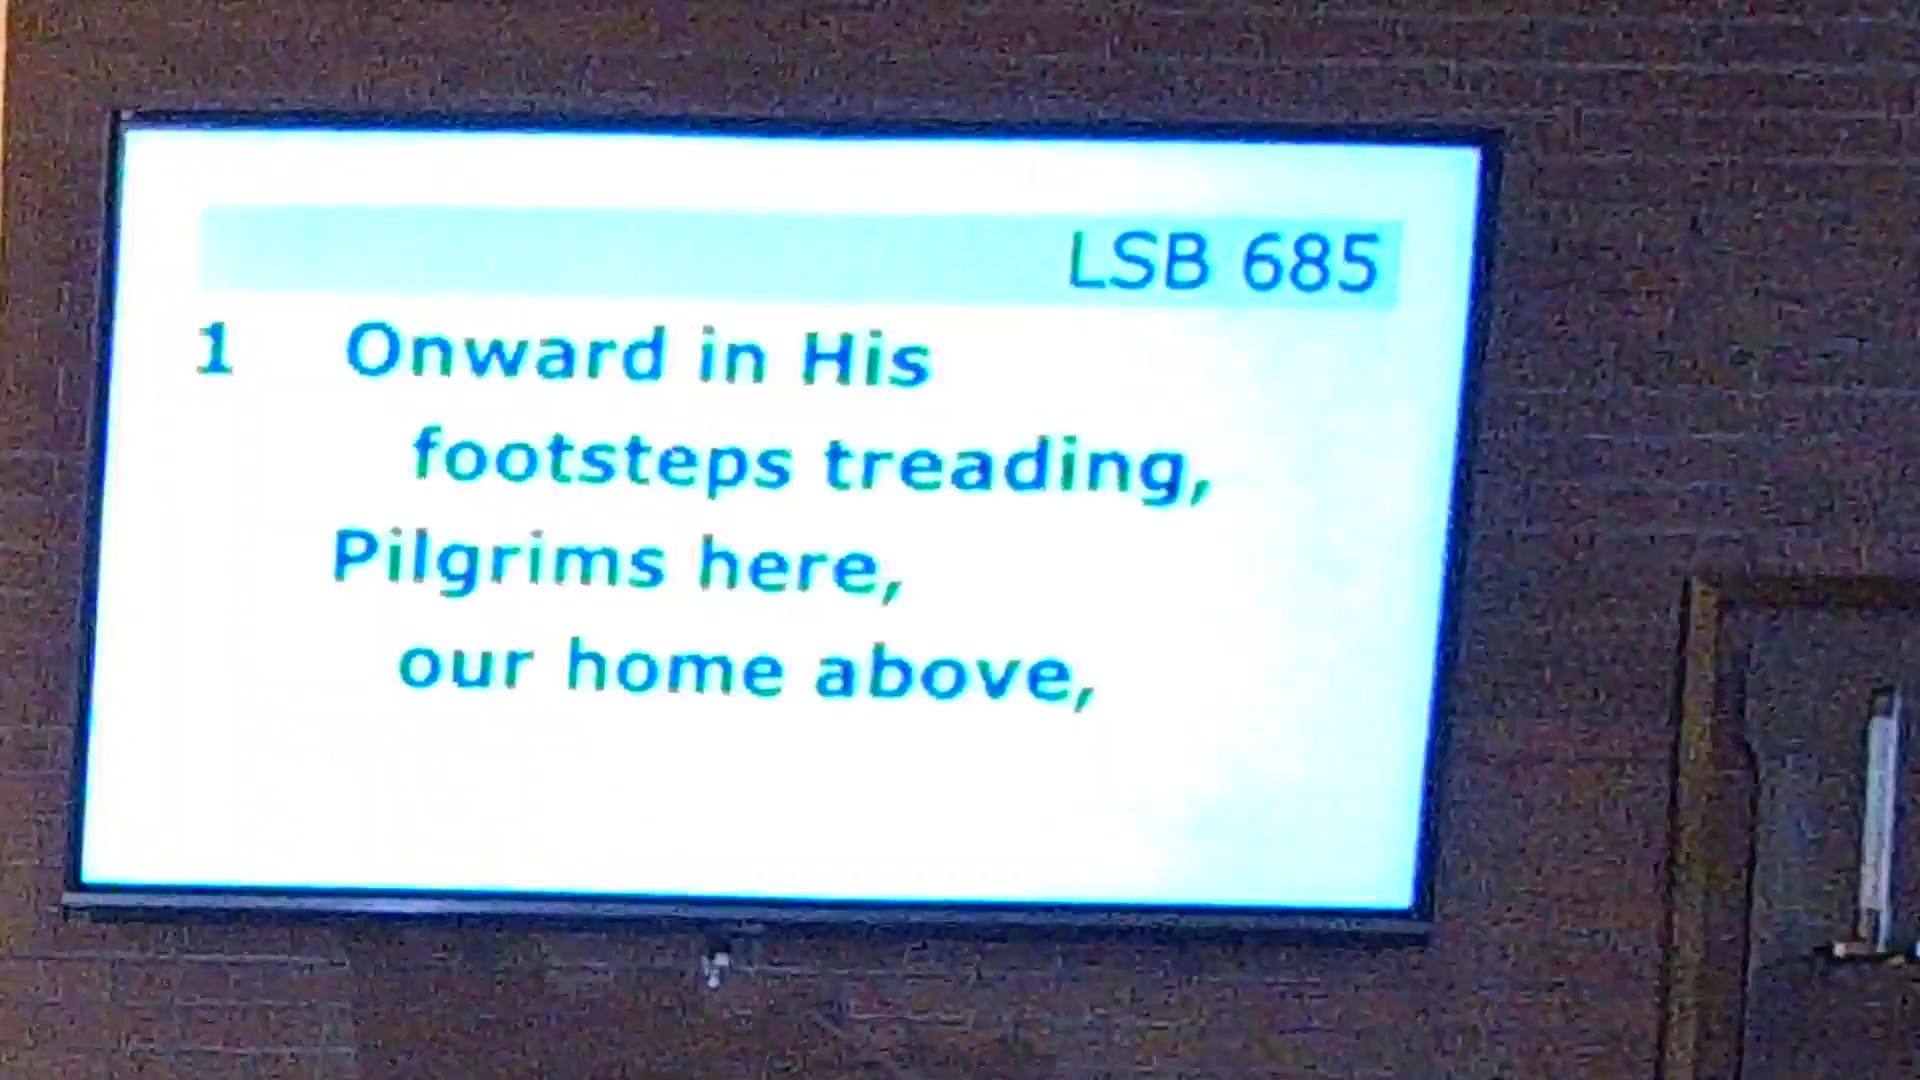 LSB 685
1 Onward in His
footsteps treading,
Pilgrims here,
our home above,